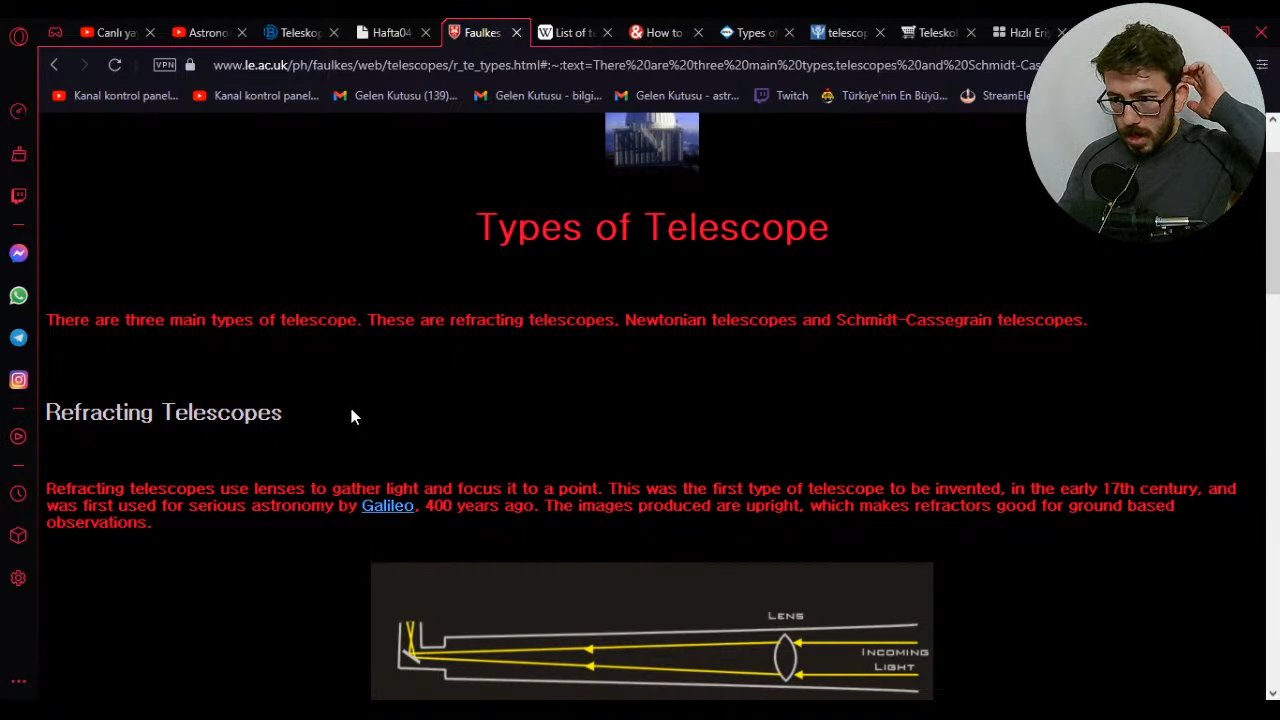 Canlı ya
Astrono
Telesko
Hafta04
Faulkes
List of t
How to
Types o
telescop
Telesko
Hızlı Eri
VPN
www.le.ac.uk/ph/faulkes/web/telescopes/r_te_types.html#:~:text=There%20are%20three%20main%20types,telescopes%20and%20Schmidt-Cas
Kanal kontrol panel...
Kanal kontrol panel...
Gelen Kutusu (139)...
Gelen Kutusu - bilgi...
Gelen Kutusu - astr...
Twitch
Türkiye'nin En Büyü...
StreamEle
Types of Telescope
There are three main types of telescope. These are refracting telescopes, Newtonian telescopes and Schmidt-Cassegrain telescopes.
Refracting Telescopes
Refracting telescopes use lenses to gather light and focus it to a point. This was the first type of telescope to be invented, in the early 17th century, and
was first used for serious astronomy by Galileo, 400 years ago. The images produced are upright, which makes refractors good for ground based
observations.
LENS
INCOMING
LIGHT